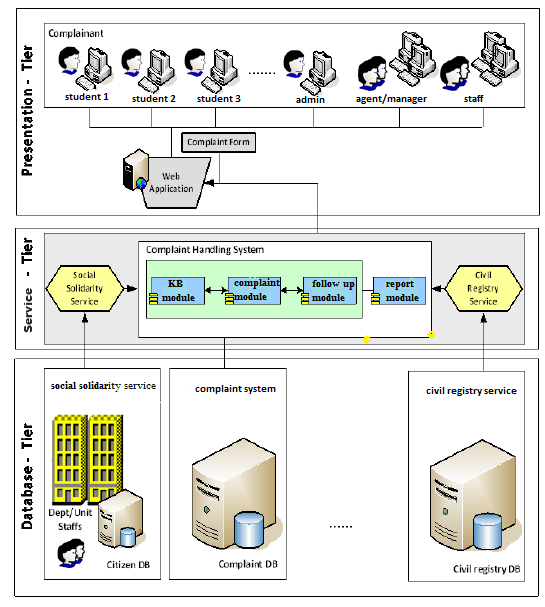 Presentation - Tier
Complainant
student 1
student 2
student 3
.......
admin
agent/manager
staff
Complaint Form
Web
Application
Service - Tier
Social
Solidarity
Service
Complaint Handling System
KB
module
complaint
module
follow up
module
report
module
Civil
Registry
Service
Database - Tier
social solidarity service
Dept/Unit
Staffs
Citizen DB
complaint system
Complaint DB
......
civil registry service
Civil registry DB